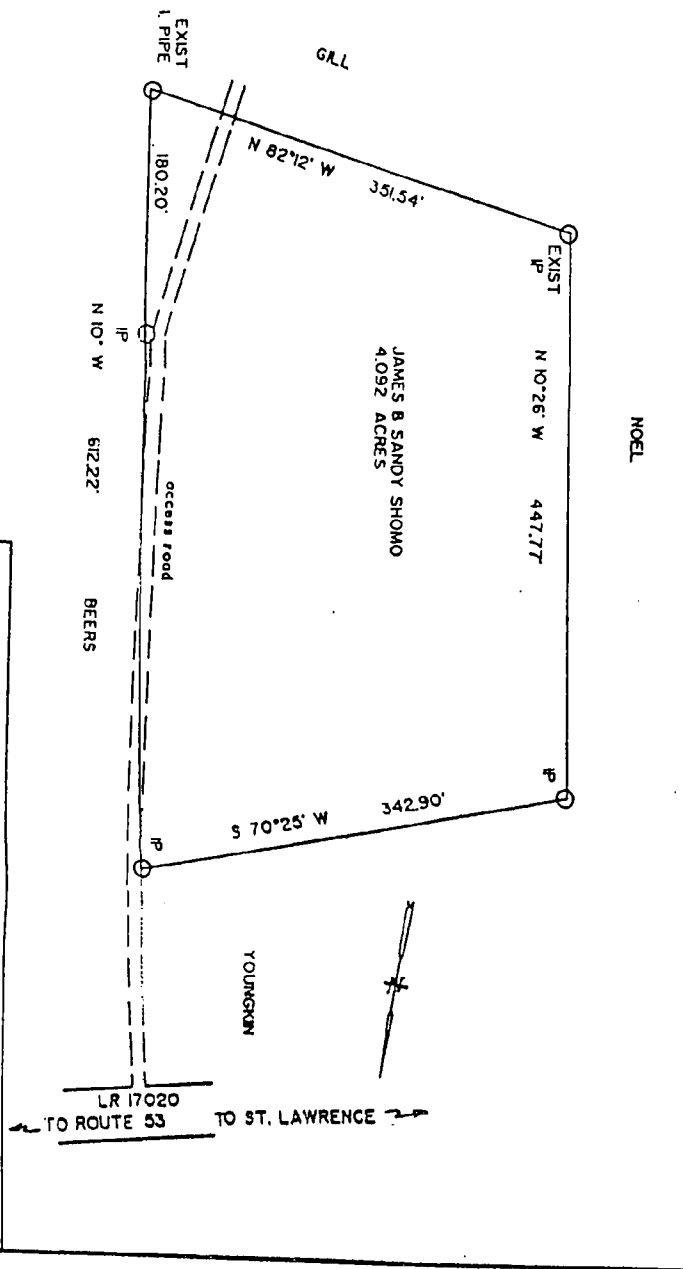 GILL
EXIST
I. PIPE
N 82°12' W 351.54'
EXIST
IP
180.20'
IP
N 10° W 612.22'
BEERS
access road
JAMES B SANDY SHOMO
4.092 ACRES
N 10°26' W 447.77'
NOEL
IP
S 70°25' W 342.90'
IP
YOUNGKIN
LR 17020
TO ROUTE 53 TO ST. LAWRENCE